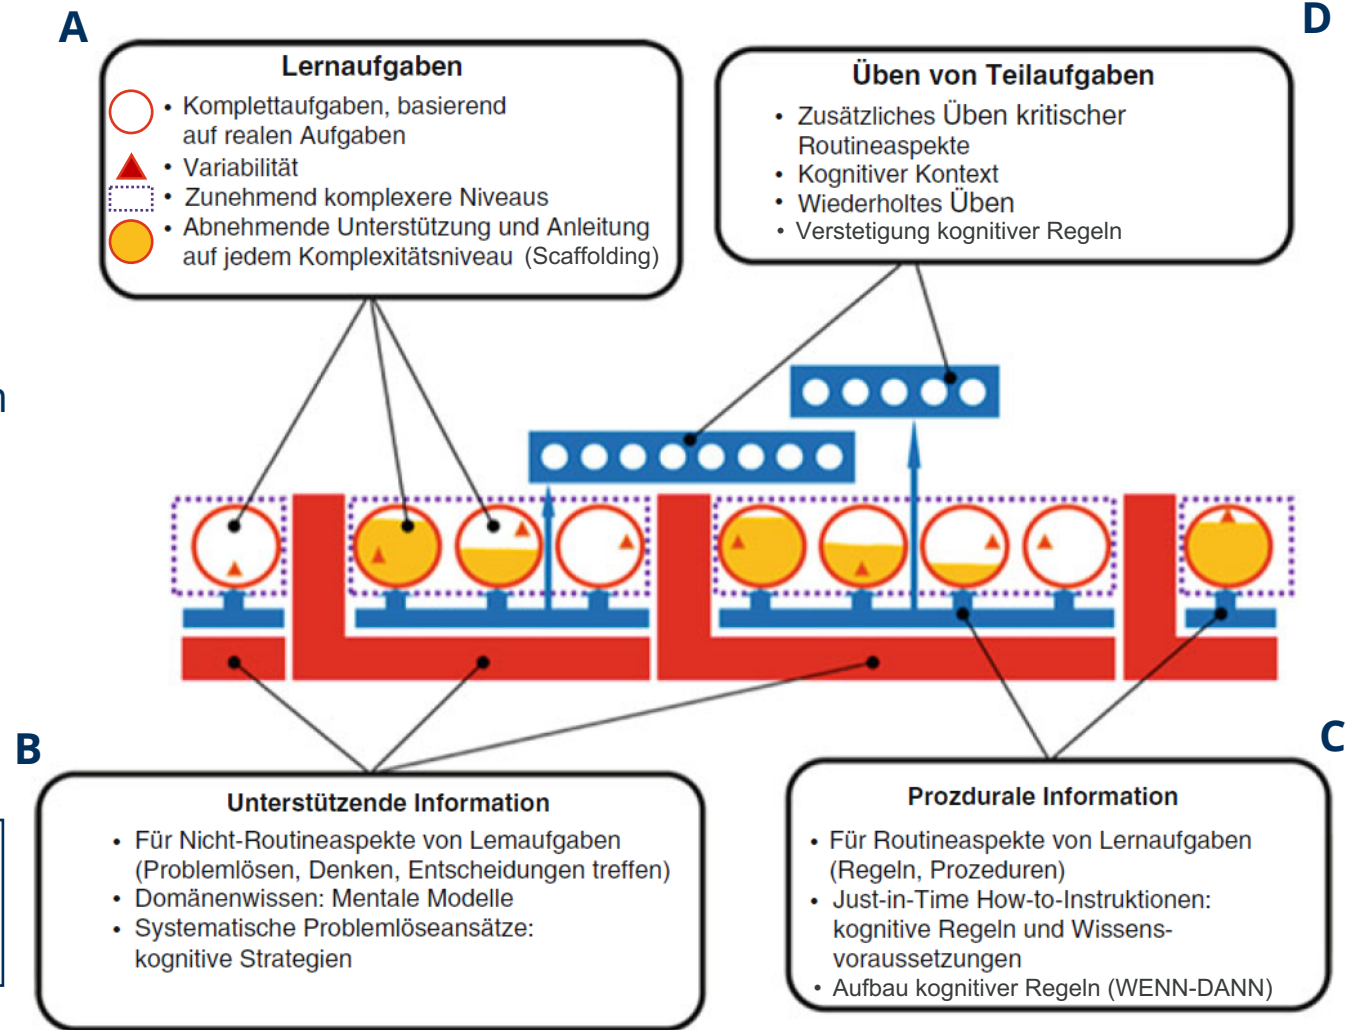 A
Lernaufgaben
• Komplettaufgaben, basierend
auf realen Aufgaben
• Variabilität
• Zunehmend komplexere Niveaus
• Abnehmende Unterstützung und Anleitung
auf jedem Komplexitätsniveau (Scaffolding)
D
Üben von Teilaufgaben
• Zusätzliches Üben kritischer
Routineaspekte
• Kognitiver Kontext
• Wiederholtes Üben
• Verstetigung kognitiver Regeln
n
B
Unterstützende Information
• Für Nicht-Routineaspekte von Lemaufgaben
(Problemlösen, Denken, Entscheidungen treffen)
• Domänenwissen: Mentale Modelle
• Systematische Problemlöseansätze:
kognitive Strategien
C
Prozdurale Information
• Für Routineaspekte von Lernaufgaben
(Regeln, Prozeduren)
• Just-in-Time How-to-Instruktionen:
kognitive Regeln und Wissens-
voraussetzungen
• Aufbau kognitiver Regeln (WENN-DANN)